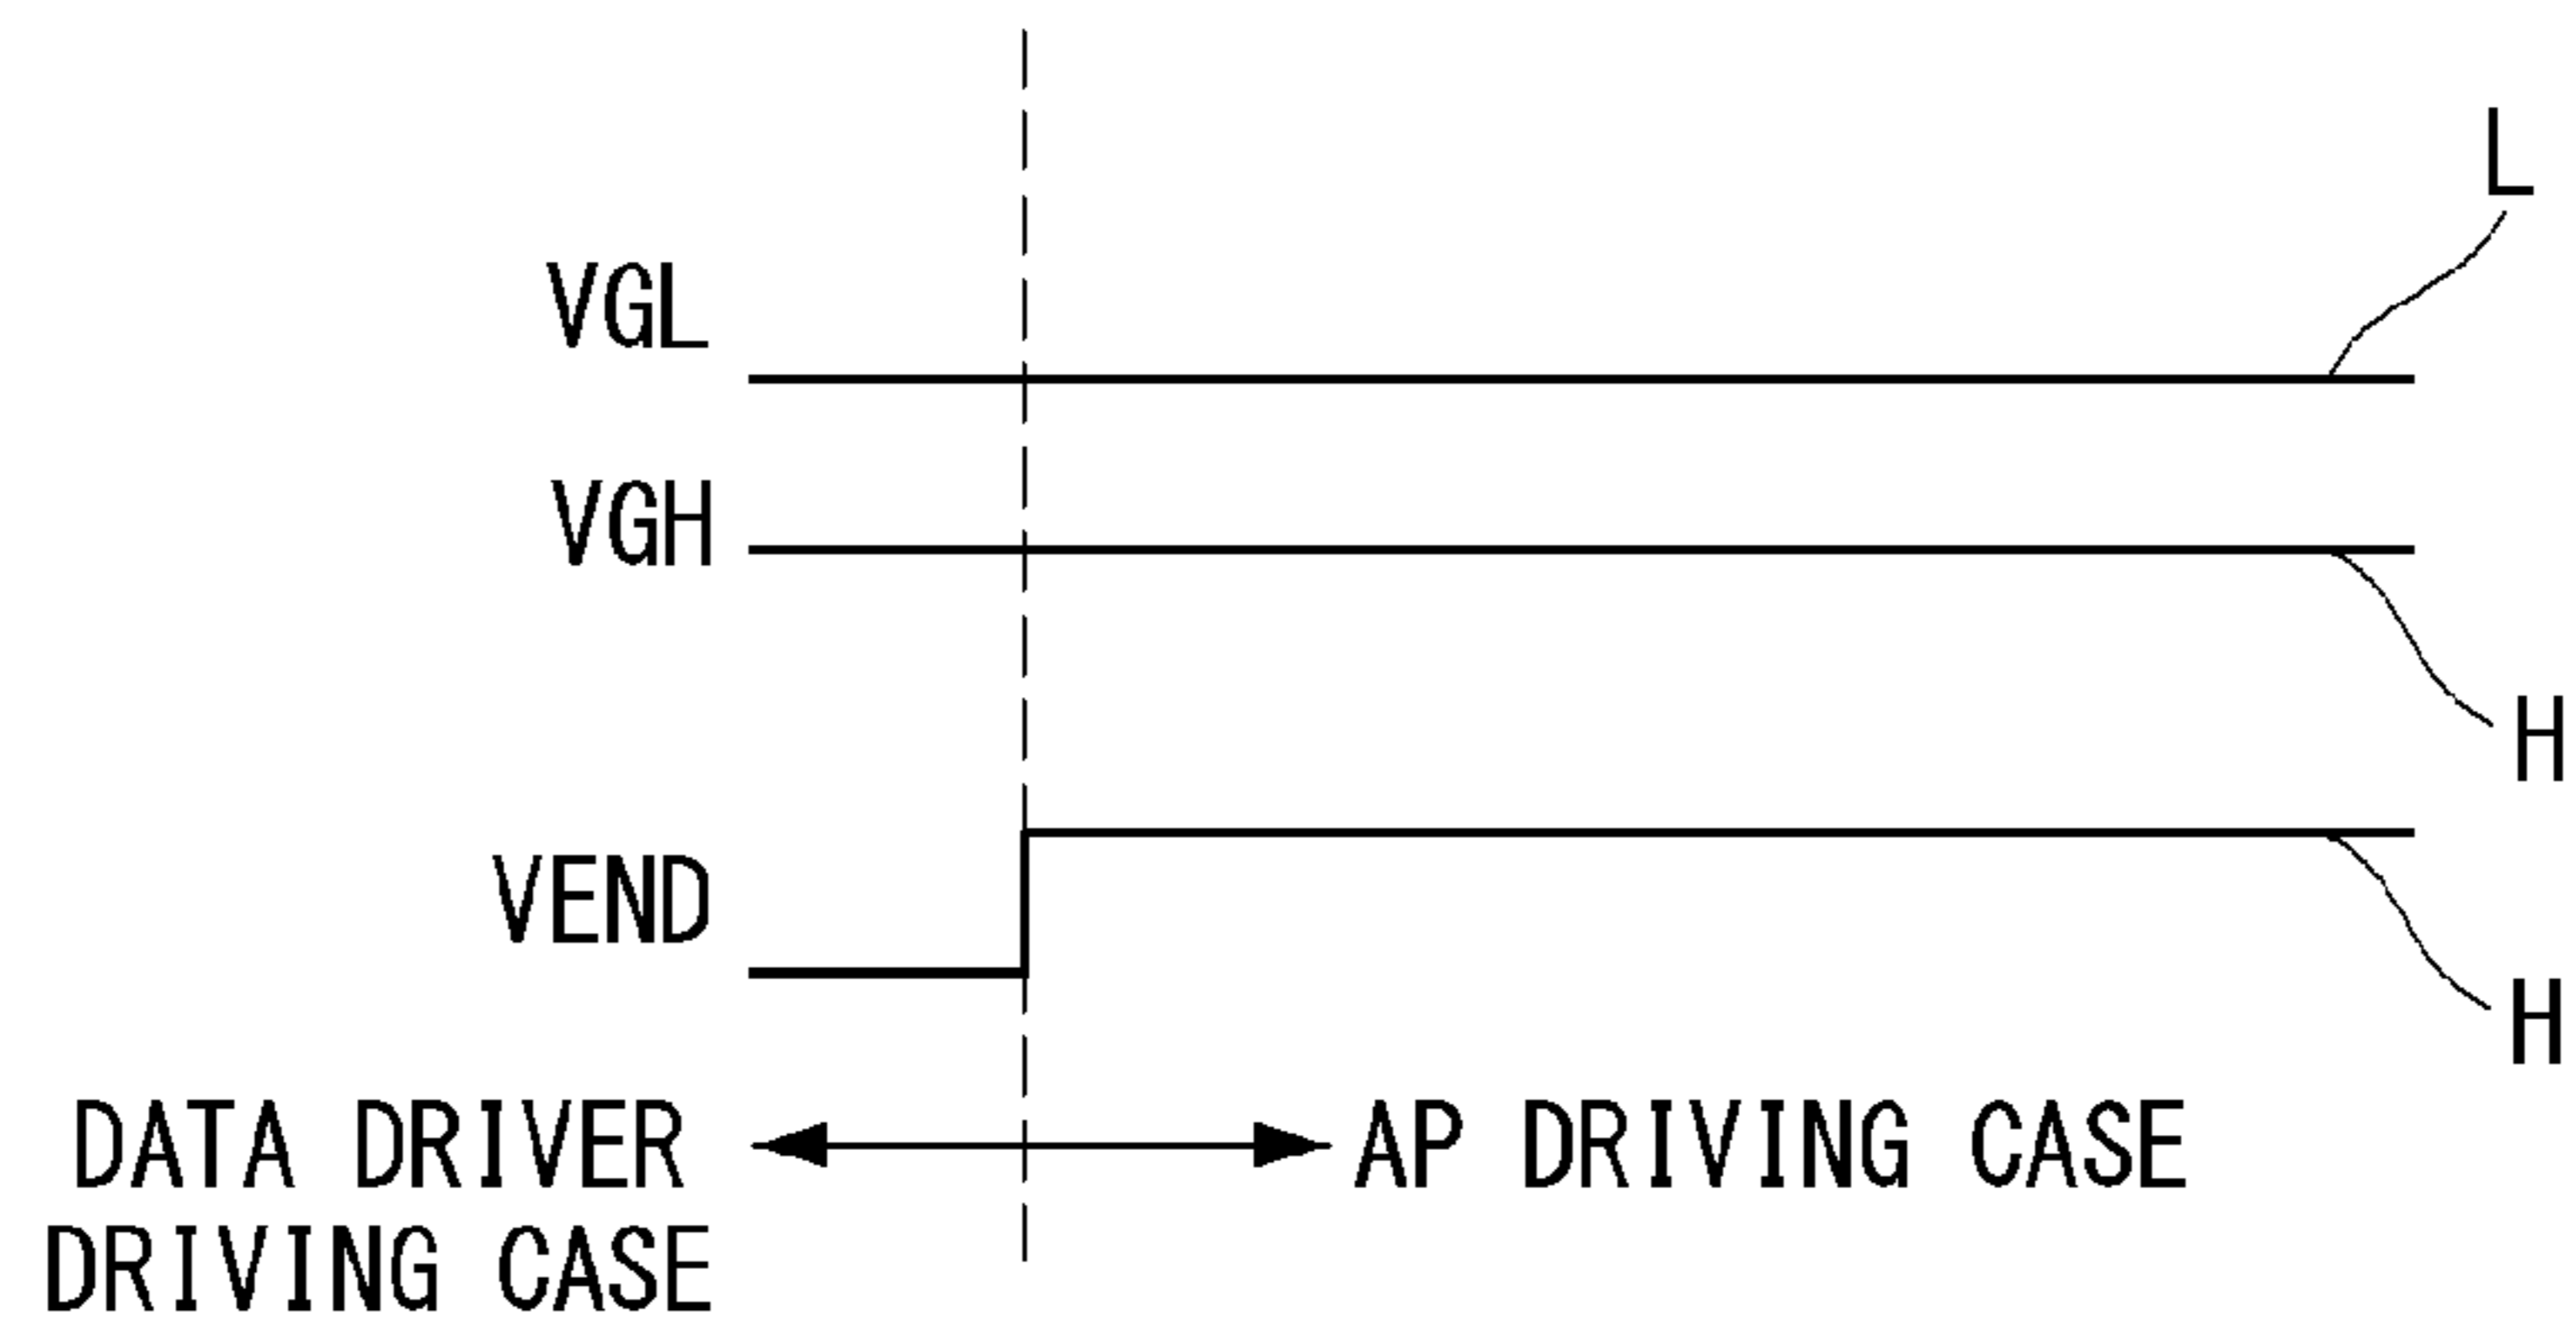 L
VGL
VGH
H
VEND
H
DATA DRIVER
DRIVING CASE
AP DRIVING CASE